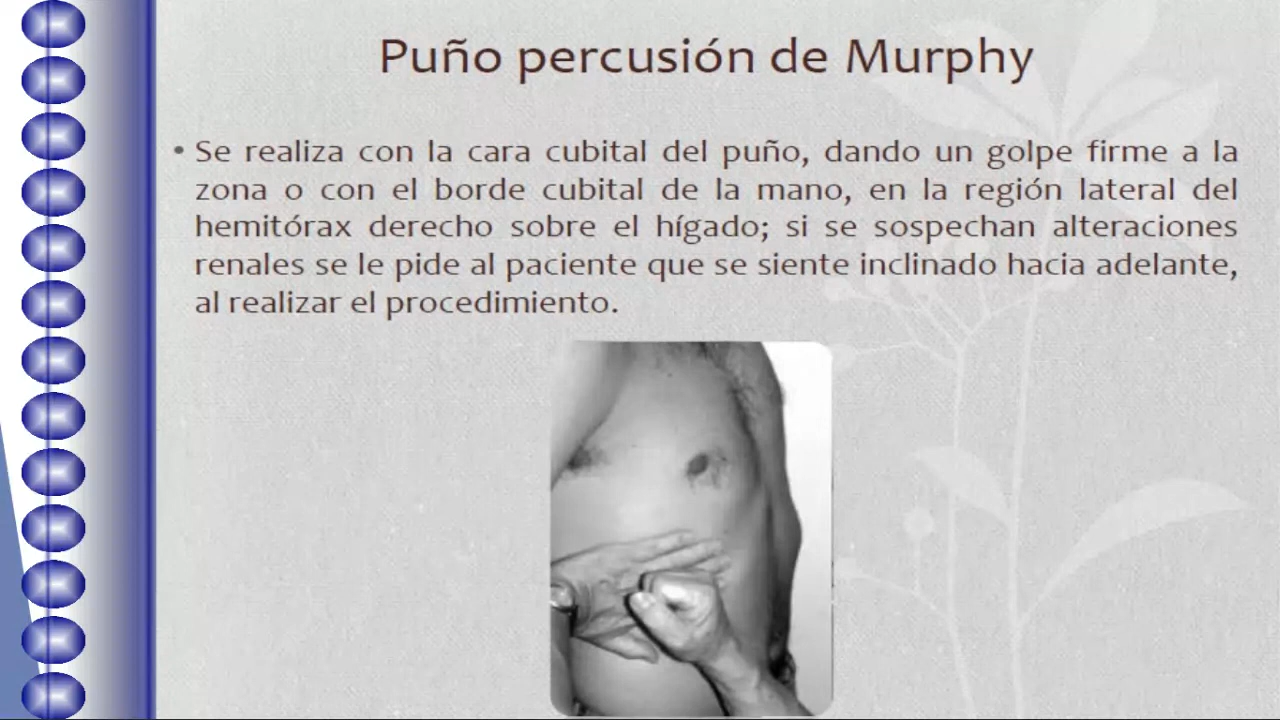 Puño percusión de Murphy
• Se realiza con la cara cubital del puño, dando un golpe firme a la
zona o con el borde cubital de la mano, en la región lateral del
hemitórax derecho sobre el hígado; si se sospechan alteraciones
renales se le pide al paciente que se siente inclinado hacia adelante,
al realizar el procedimiento.